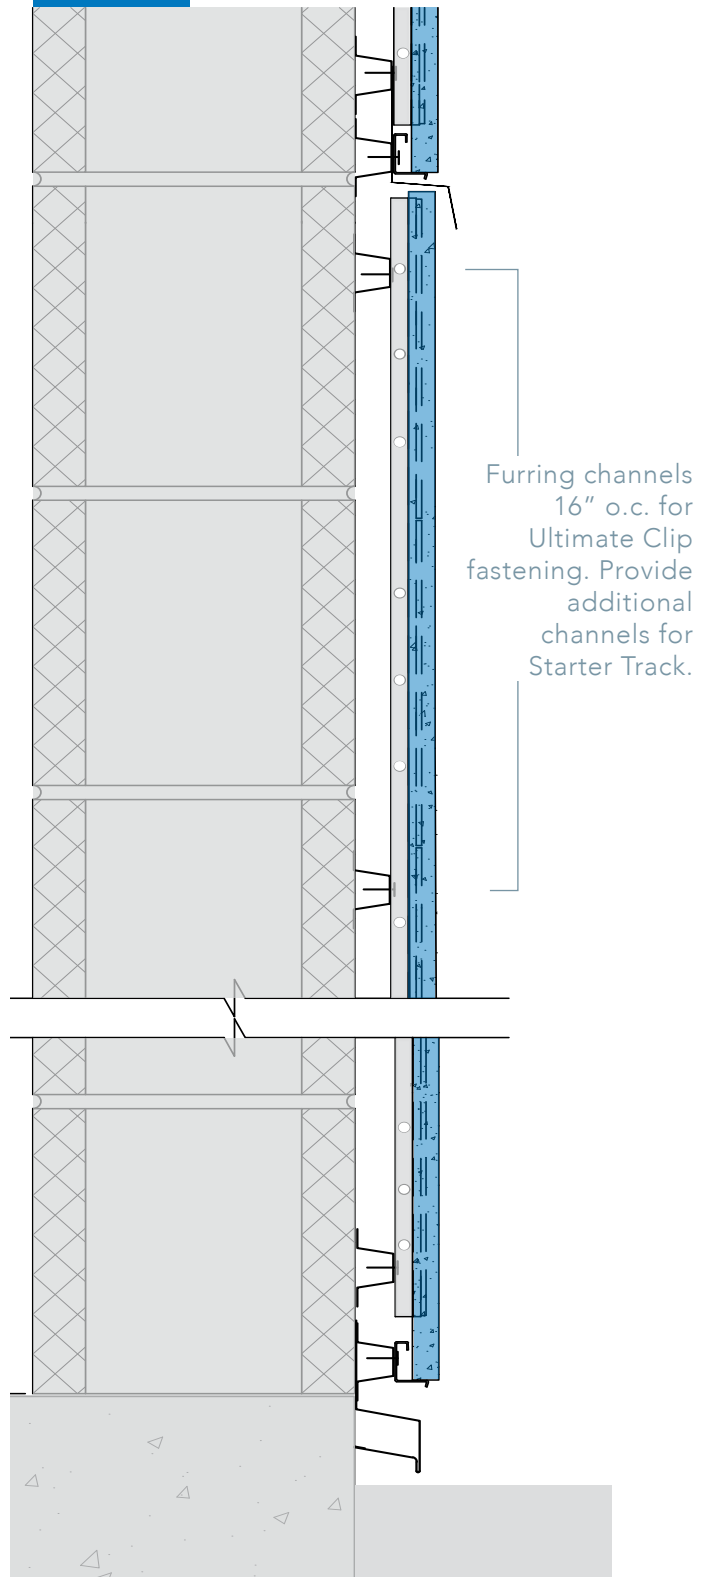 Furring channels
16” o.c. for
Ultimate Clip
fastening. Provide
additional
channels for
Starter Track.